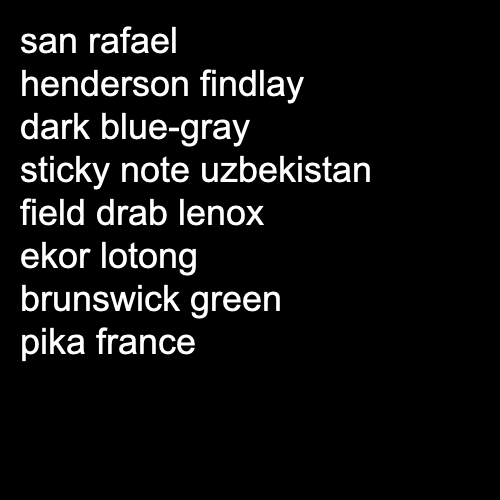 san rafael
henderson findlay
dark blue-gray
sticky note uzbekistan
field drab lenox
ekor lotong
brunswick green
pika france